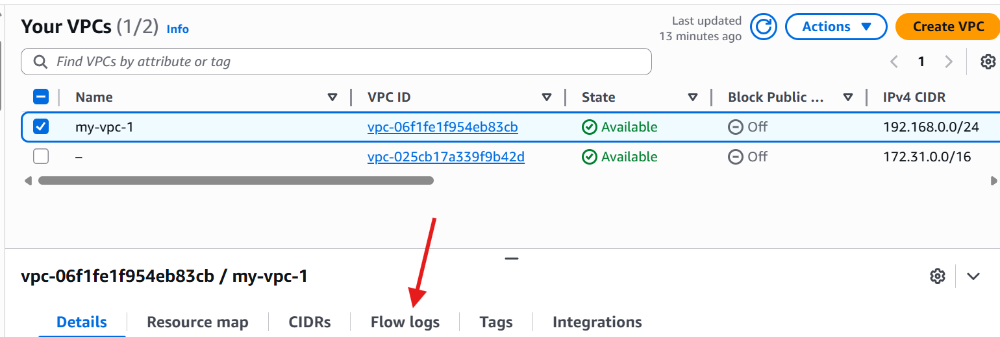 Your VPCs (1/2) Info
Last updated
13 minutes ago
Actions
Create VPC
Find VPCs by attribute or tag
1
Name VPC ID State Block Public ... IPv4 CIDR
my-vpc-1 vpc-06f1fe1f954eb83cb Available Off 192.168.0.0/24
– vpc-025cb17a339f9b42d Available Off 172.31.0.0/16
vpc-06f1fe1f954eb83cb / my-vpc-1
Details Resource map CIDRs Flow logs Tags Integrations